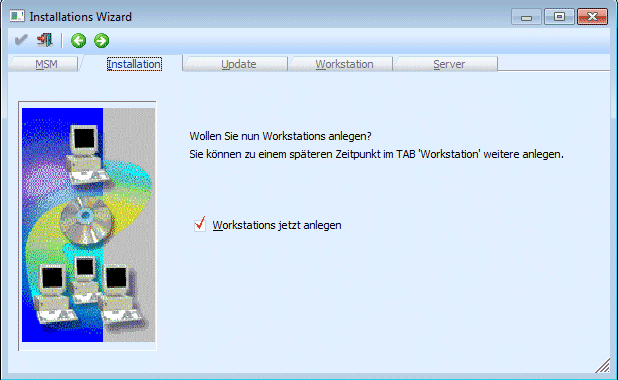 Installations Wizard
MSM
Installation
Update
Workstation
Server
Wollen Sie nun Workstations anlegen?
Sie können zu einem späteren Zeitpunkt im TAB 'Workstation' weitere anlegen.
Workstations jetzt anlegen